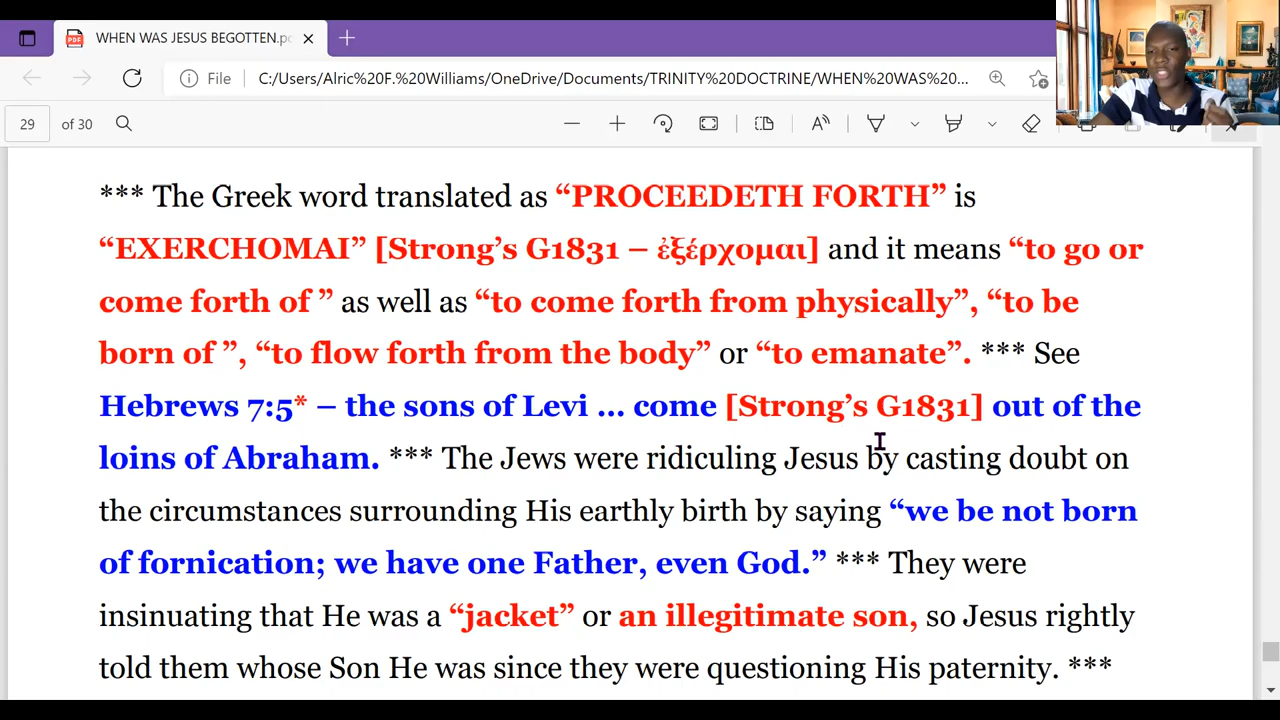 WHEN WAS JESUS BEGOTTEN.pc
File C:/Users/Alric%20F.%20Williams/OneDrive/Documents/TRINITY%20DOCTRINE/WHEN%20WAS%20...
29 of 30
*** The Greek word translated as “PROCEEDETH FORTH” is
“EXERCHOMAI” [Strong’s G1831 – ἐξέρχομαι] and it means “to go or
come forth of ” as well as “to come forth from physically”, “to be
born of ”, “to flow forth from the body” or “to emanate”. *** See
Hebrews 7:5* – the sons of Levi ... come [Strong’s G1831] out of the
loins of Abraham. *** The Jews were ridiculing Jesus by casting doubt on
the circumstances surrounding His earthly birth by saying “we be not born
of fornication; we have one Father, even God.” *** They were
insinuating that He was a “jacket” or an illegitimate son, so Jesus rightly
told them whose Son He was since they were questioning His paternity. ***